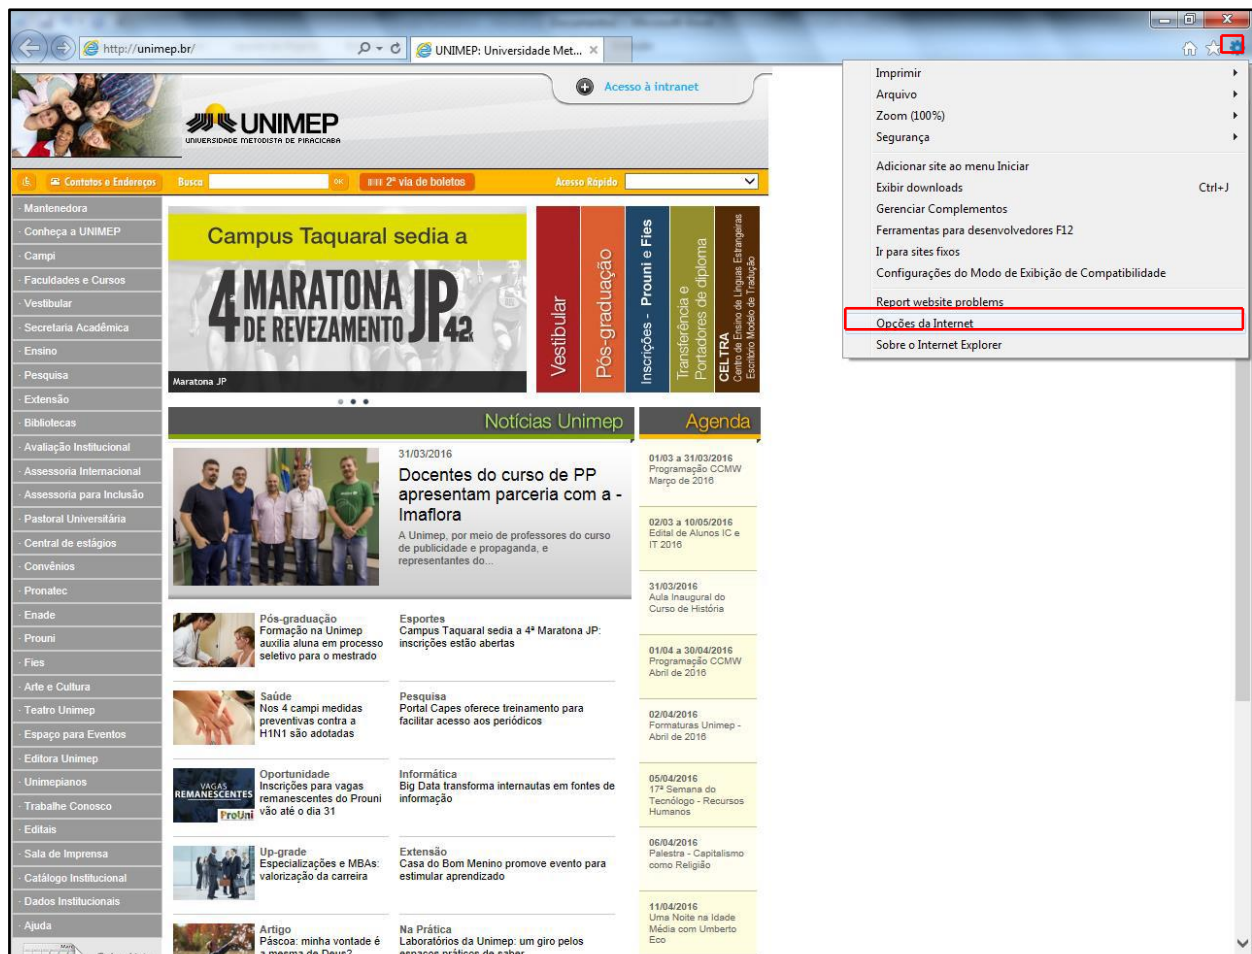 http://unimep.br/
UNIMEP: Universidade Met...
Imprimir
Arquivo
Zoom (100%)
Segurança
Adicionar site ao menu Iniciar
Exibir downloads Ctrl+J
Gerenciar Complementos
Ferramentas para desenvolvedores F12
Ir para sites fixos
Configurações do Modo de Exibição de Compatibilidade
Report website problems
Opções da Internet
Sobre o Internet Explorer
Acesso à intranet
UNIMEP
UNIVERSIDADE METODISTA DE PIRACICABA
Contatos e Endereços
Busca
OK
2ª via de boletos
Acesso Rápido
- Mantenedora
- Conheça a UNIMEP
- Campi
- Faculdades e Cursos
- Vestibular
- Secretaria Acadêmica
- Ensino
- Pesquisa
- Extensão
- Bibliotecas
- Avaliação Institucional
- Assessoria Internacional
- Assessoria para Inclusão
- Pastoral Universitária
- Central de estágios
- Convênios
- Pronatec
- Enade
- Prouni
- Fies
- Arte e Cultura
- Teatro Unimep
- Espaço para Eventos
- Editora Unimep
- Unimepianos
- Trabalhe Conosco
- Editais
- Sala de Imprensa
- Catálogo Institucional
- Dados Institucionais
- Ajuda
Campus Taquaral sedia a
4ª MARATONA
DE REVEZAMENTO JP 42
Maratona JP
Vestibular
Pós-graduação
Inscrições - Prouni e Fies
Transferência e
Portadores de diploma
CELTRA
Centro de Ensino de Línguas Estrangeiras
Escritório Modelo de Tradução
Notícias Unimep
31/03/2016
Docentes do curso de PP
apresentam parceria com a -
Imaflora
A Unimep, por meio de professores do curso
de publicidade e propaganda, e
representantes do...
Pós-graduação
Formação na Unimep
auxilia aluna em processo
seletivo para o mestrado
Esportes
Campus Taquaral sedia a 4ª Maratona JP:
inscrições estão abertas
Saúde
Nos 4 campi medidas
preventivas contra a
H1N1 são adotadas
Pesquisa
Portal Capes oferece treinamento para
facilitar acesso aos periódicos
VAGAS
REMANESCENTES
ProUni
Oportunidade
Inscrições para vagas
remanescentes do Prouni
vão até o dia 31
Informática
Big Data transforma internautas em fontes de
informação
Up-grade
Especializações e MBAs:
valorização da carreira
Extensão
Casa do Bom Menino promove evento para
estimular aprendizado
Artigo
Páscoa: minha vontade é
a mesma de Deus?
Na Prática
Laboratórios da Unimep: um giro pelos
espaços práticos de saber
Agenda
01/03 a 31/03/2016
Programação CCMW
Março de 2016
02/03 a 10/05/2016
Edital de Alunos IC e
IT 2016
31/03/2016
Aula Inaugural do
Curso de História
01/04 a 30/04/2016
Programação CCMW
Abril de 2016
02/04/2016
Formaturas Unimep -
Abril de 2016
05/04/2016
17ª Semana do
Tecnólogo - Recursos
Humanos
06/04/2016
Palestra - Capitalismo
como Religião
11/04/2016
Uma Noite na Idade
Média com Umberto
Eco